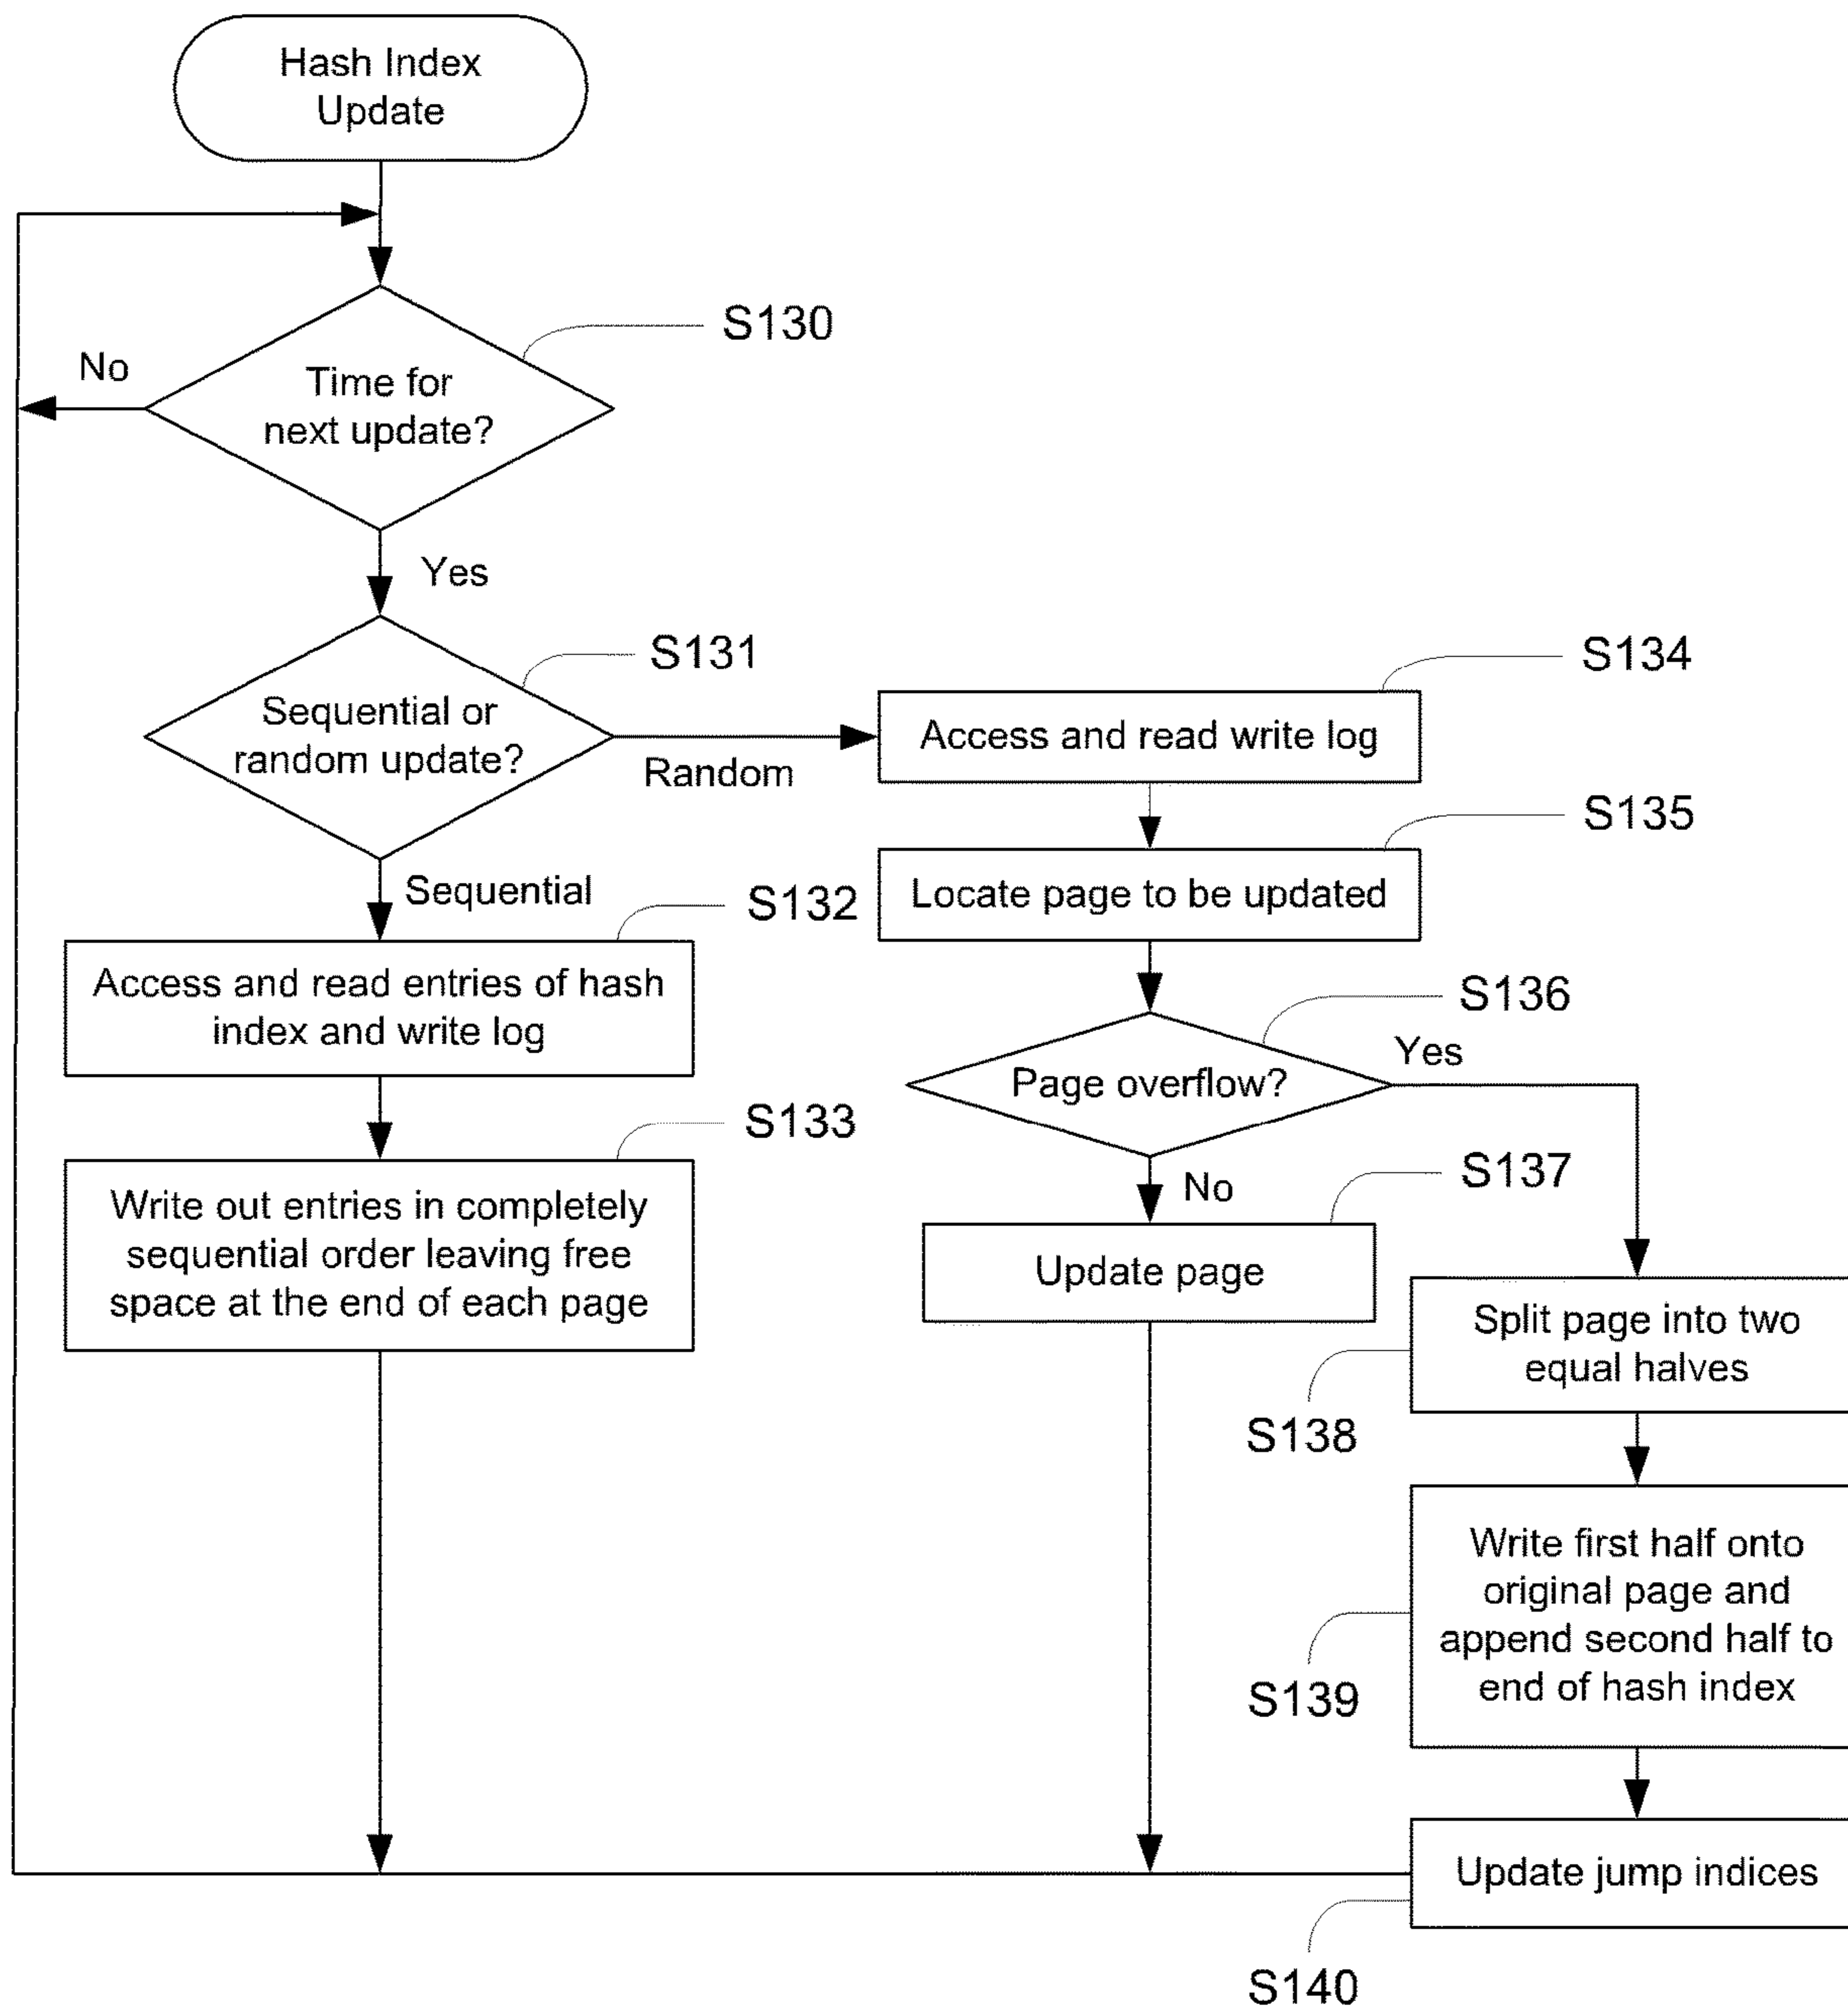 Hash Index
Update
S130
No
Time for
next update?
Yes
S131
Sequential or
random update?
Random
Sequential
S132
Access and read entries of hash
index and write log
S133
Write out entries in completely
sequential order leaving free
space at the end of each page
S134
Access and read write log
S135
Locate page to be updated
S136
Page overflow?
Yes
No
S137
Update page
Split page into two
equal halves
S138
Write first half onto
original page and
append second half to
end of hash index
S139
Update jump indices
S140